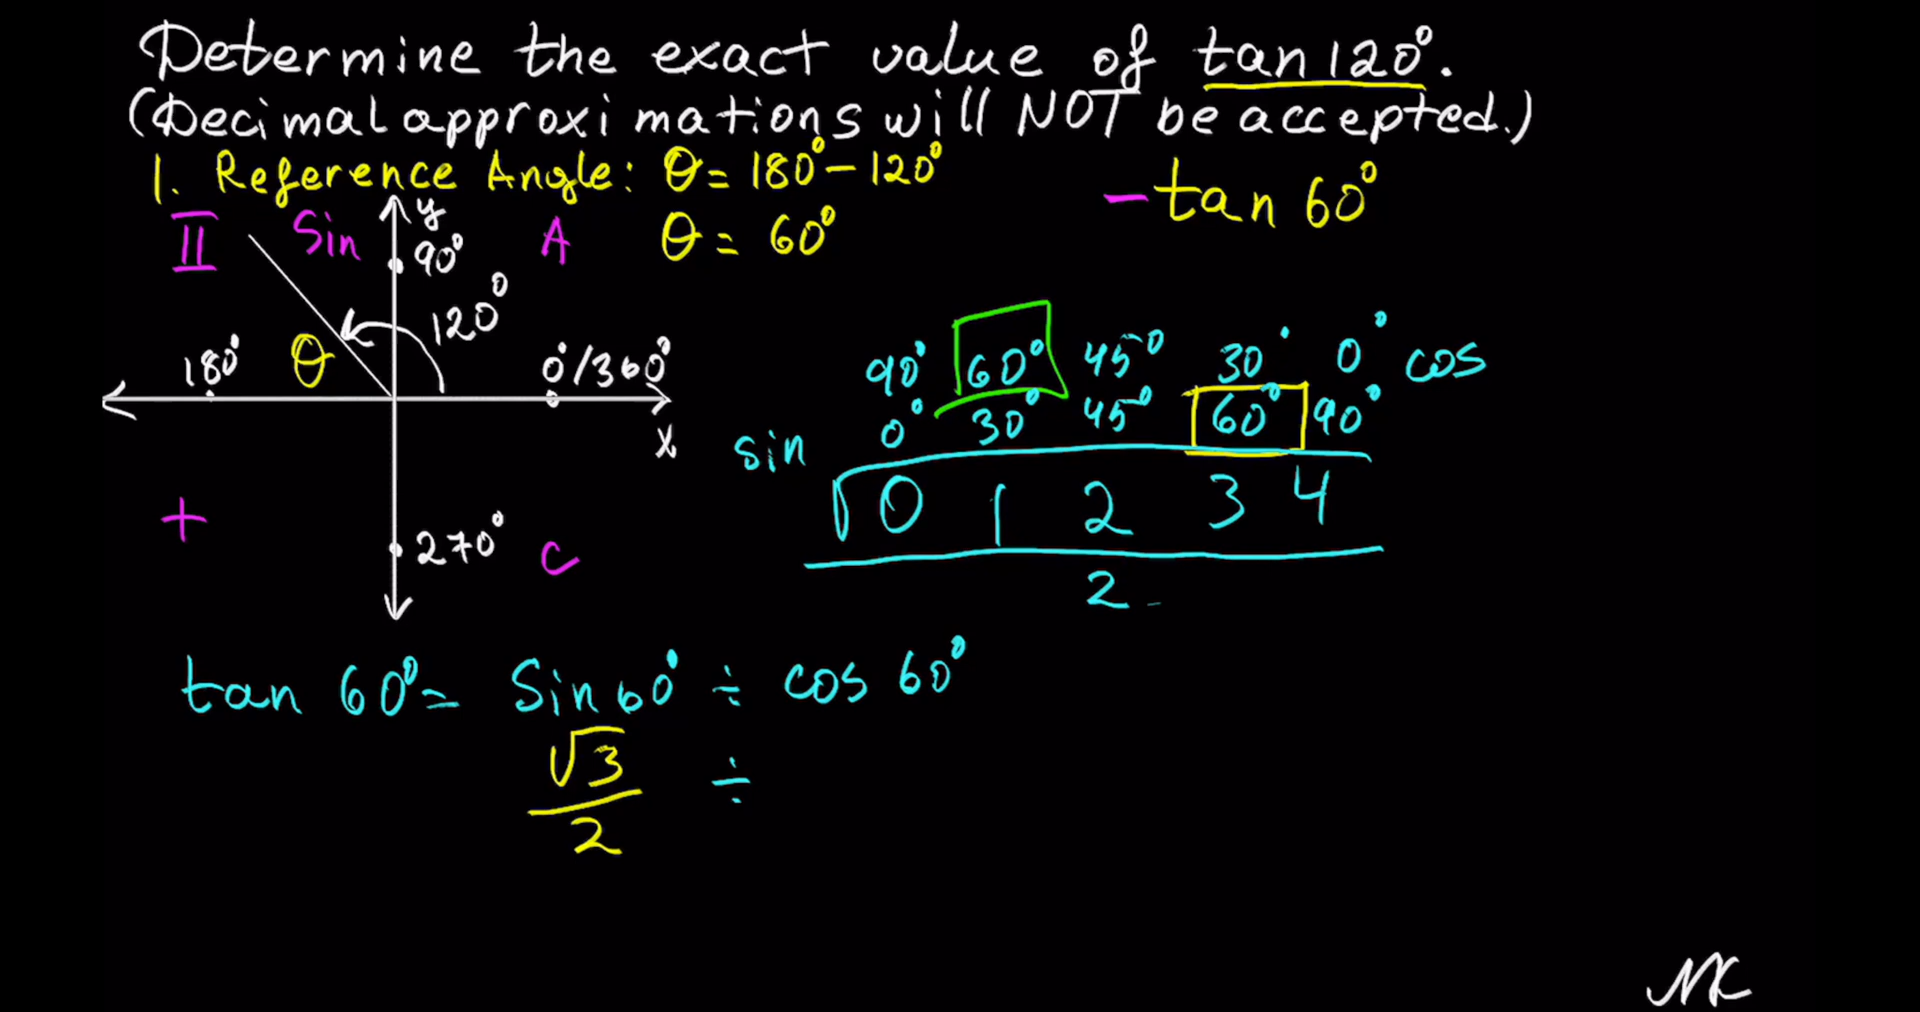 Determine the exact value of tan 120°.
(Decimal approximations will NOT be accepted.)
1. Reference Angle: θ = 180° - 120°
- tan 60°
II Sin y A θ = 60°
90°
120°
180° θ 0°/360°
x
90° 60° 45° 30° 0° cos
sin 0° 30° 45° 60° 90°
√0 1 2 3 4
2
+ 270° C
tan 60° = Sin 60° ÷ cos 60°
√3/2 ÷
NK